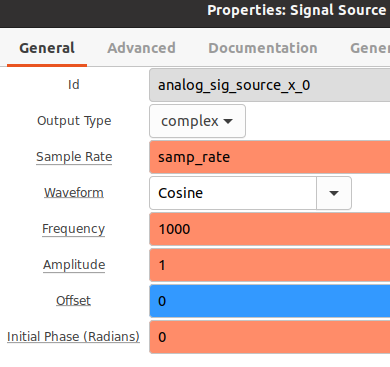 Properties: Signal Source
General Advanced Documentation
Id analog_sig_source_x_0
Output Type complex
Sample Rate samp_rate
Waveform Cosine
Frequency 1000
Amplitude 1
Offset 0
Initial Phase (Radians) 0